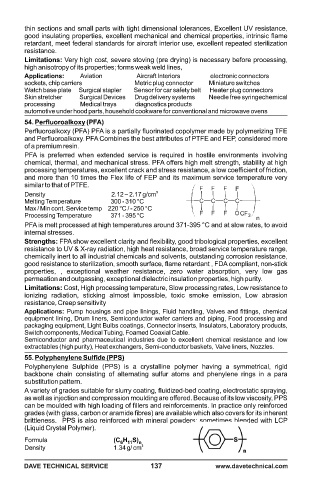 thin sections and small parts with tight dimensional tolerances, Excellent UV resistance,
good insulating properties, excellent mechanical and chemical properties, intrinsic flame
retardant, meet federal standards for aircraft interior use, excellent repeated sterilization
resistance.
Limitations: Very high cost, severe stoving (pre drying) is necessary before processing,
high anisotropy of its properties; forms weak weld lines,
Applications: Aviation Aircraft Interiors electronic connectors
sockets, chip carriers Metric plug connector Miniature switches
Watch base plate Surgical stapler Sensor for car safety belt Heater plug connectors
Skin stretcher Surgical Devices Drug delivery systems Needle free syringe chemical
processing Medical trays diagnostics products
automotive under hood parts, household cookware for conventional and microwave ovens
54. Perfluoroalkoxy (PFA)
Perfluoroalkoxy (PFA) PFA is a partially fluorinated copolymer made by polymerizing TFE
and Perfluoroalkoxy. PFA Combines the best attributes of PTFE and FEP, considered more
of a premium resin
PFA is preferred when extended service is required in hostile environments involving
chemical, thermal, and mechanical stress. PFA offers high melt strength, stability at high
processing temperatures, excellent crack and stress resistance, a low coefficient of friction,
and more than 10 times the Flex life of FEP and its maximum service temperature very
similar to that of PTFE.
Density 2.12 – 2.17 g/cm³
Melting Temperature 300 - 310 °C
Max / Min cont. Service temp 220 °C / - 250 °C
Processing Temperature 371 - 395 °C
F F F F
C C C C
F F F OCF3
n
PFA is melt processed at high temperatures around 371-395 °C and at slow rates, to avoid
internal stresses.
Strengths: FPA show excellent clarity and flexibility, good tribological properties, excellent
resistance to UV & X-ray radiation, high heat resistance, broad service temperature range,
chemically inert to all industrial chemicals and solvents, outstanding corrosion resistance,
good resistance to sterilization, smooth surface, flame retardant , FDA compliant, non-stick
properties, , exceptional weather resistance, zero water absorption, very low gas
permeation and outgassing, exceptional dielectric Insulation properties, high purity.
Limitations: Cost, High processing temperature, Slow processing rates, Low resistance to
ionizing radiation, sticking almost impossible, toxic smoke emission, Low abrasion
resistance, Creep sensitivity
Applications: Pump housings and pipe linings, Fluid handling, Valves and fittings, chemical
equipment lining, Drum liners, Semiconductor wafer carriers and piping, Food processing and
packaging equipment, Light Bulbs coatings, Connector inserts, Insulators, Laboratory products,
Switch components, Medical Tubing, Foamed Coaxial Cable.
Semiconductor and pharmaceutical industries due to excellent chemical resistance and low
extractables (high purity), Heat exchangers, Semi-conductor baskets, Valve liners, Nozzles.
55. Polyphenylene Sulfide (PPS)
Polyphenylene Sulphide (PPS) is a crystalline polymer having a symmetrical, rigid
backbone chain consisting of alternating sulfur atoms and phenylene rings in a para
substitution pattern.
A variety of grades suitable for slurry coating, fluidized-bed coating, electrostatic spraying,
as well as injection and compression moulding are offered. Because of its low viscosity, PPS
can be moulded with high loading of fillers and reinforcements. In practice only reinforced
grades (with glass, carbon or aramide fibres) are available which also covers for its inherent
brittleness. PPS is also reinforced with mineral powders; sometimes blended with LCP
(Liquid Crystal Polymer).
Formula
Density 1.34 g/ cm³
S
n
DAVE TECHNICAL SERVICE 137 www.davetechnical.com